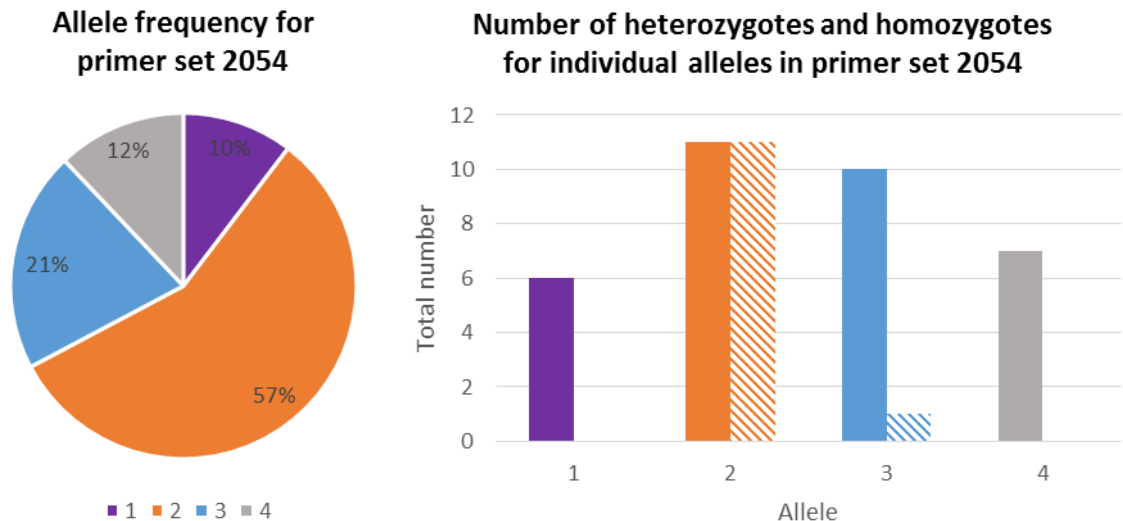 Allele frequency for
primer set 2054
12%
10%
21%
57%
1 2 3 4
Number of heterozygotes and homozygotes
for individual alleles in primer set 2054
Total number
12
10
8
6
4
2
0
1 2 3 4
Allele